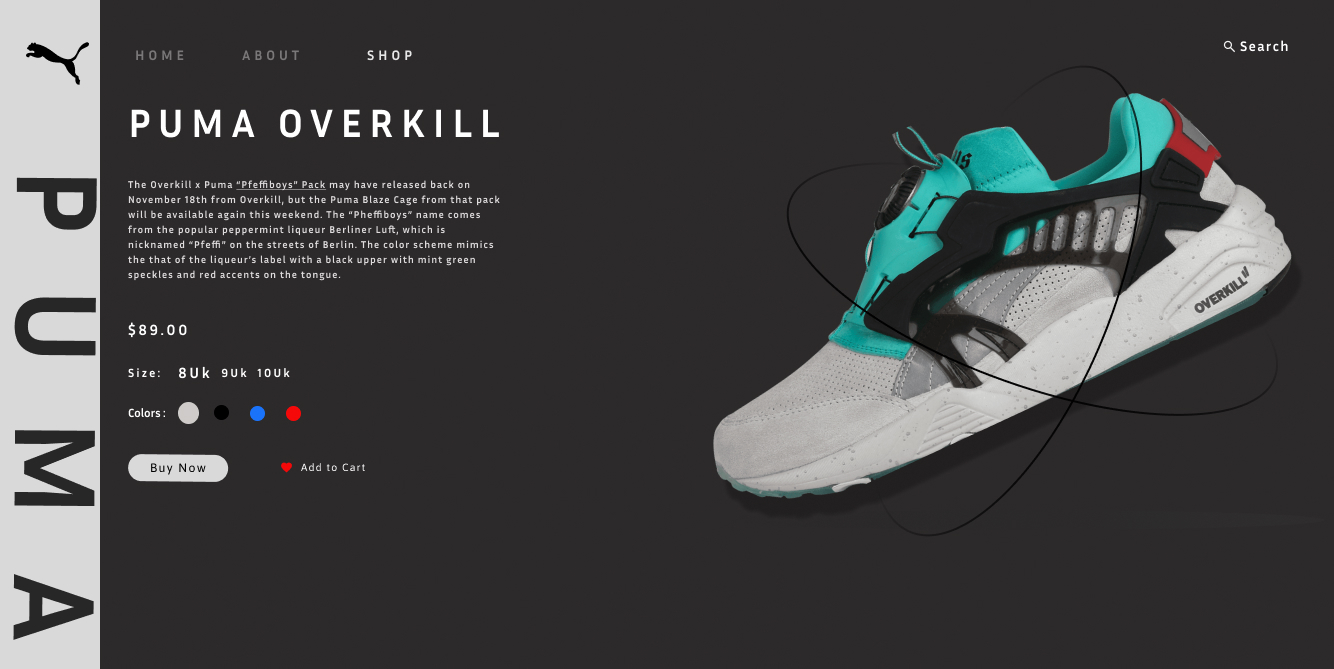 HOME ABOUT SHOP
Search
PUMA OVERKILL
The Overkill x Puma “Pfeffiboys” Pack may have released back on
November 18th from Overkill, but the Puma Blaze Cage from that pack
will be available again this weekend. The “Pheffiboys” name comes
from the popular peppermint liqueur Berliner Luft, which is
nicknamed “Pfeffi” on the streets of Berlin. The color scheme mimics
the that of the liqueur’s label with a black upper with mint green
speckles and red accents on the tongue.
$89.00
Size: 8Uk 9Uk 10Uk
Colors:
Buy Now
Add to Cart
PUMA
OVERKILL